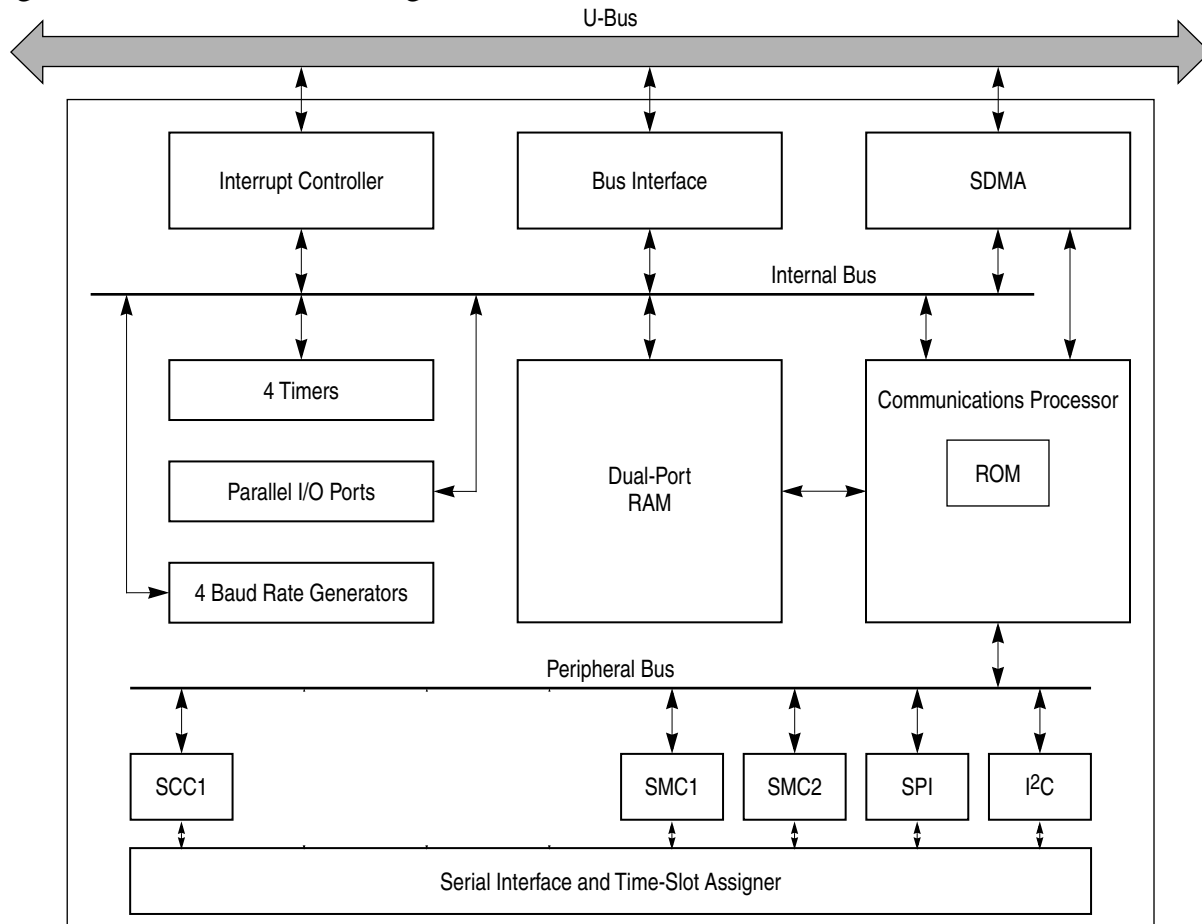 U-Bus
Interrupt Controller
Bus Interface
SDMA
Internal Bus
4 Timers
Communications Processor
ROM
Parallel I/O Ports
Dual-Port
RAM
4 Baud Rate Generators
Peripheral Bus
SCC1
SMC1
SMC2
SPI
I²C
Serial Interface and Time-Slot Assigner